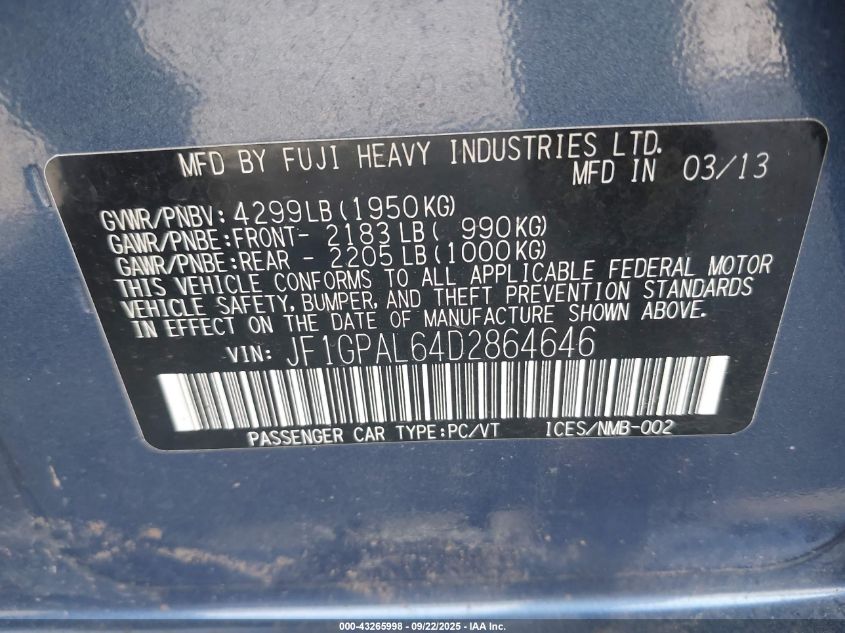 MFD BY FUJI HEAVY INDUSTRIES LTD.
MFD IN 03/13
GVWR/PNBV: 4299LB(1950KG)
GAWR/PNBE:FRONT- 2183 LB( 990KG)
GAWR/PNBE:REAR - 2205 LB(1000KG)
THIS VEHICLE CONFORMS TO ALL APPLICABLE FEDERAL MOTOR
VEHICLE SAFETY, BUMPER, AND THEFT PREVENTION STANDARDS
IN EFFECT ON THE DATE OF MANUFACTURE SHOWN ABOVE.
VIN: JF1GPAL64D2864646
PASSENGER CAR TYPE:PC/VT ICES/NMB-002
000-43265998 - 09/22/2025 - IAA Inc.